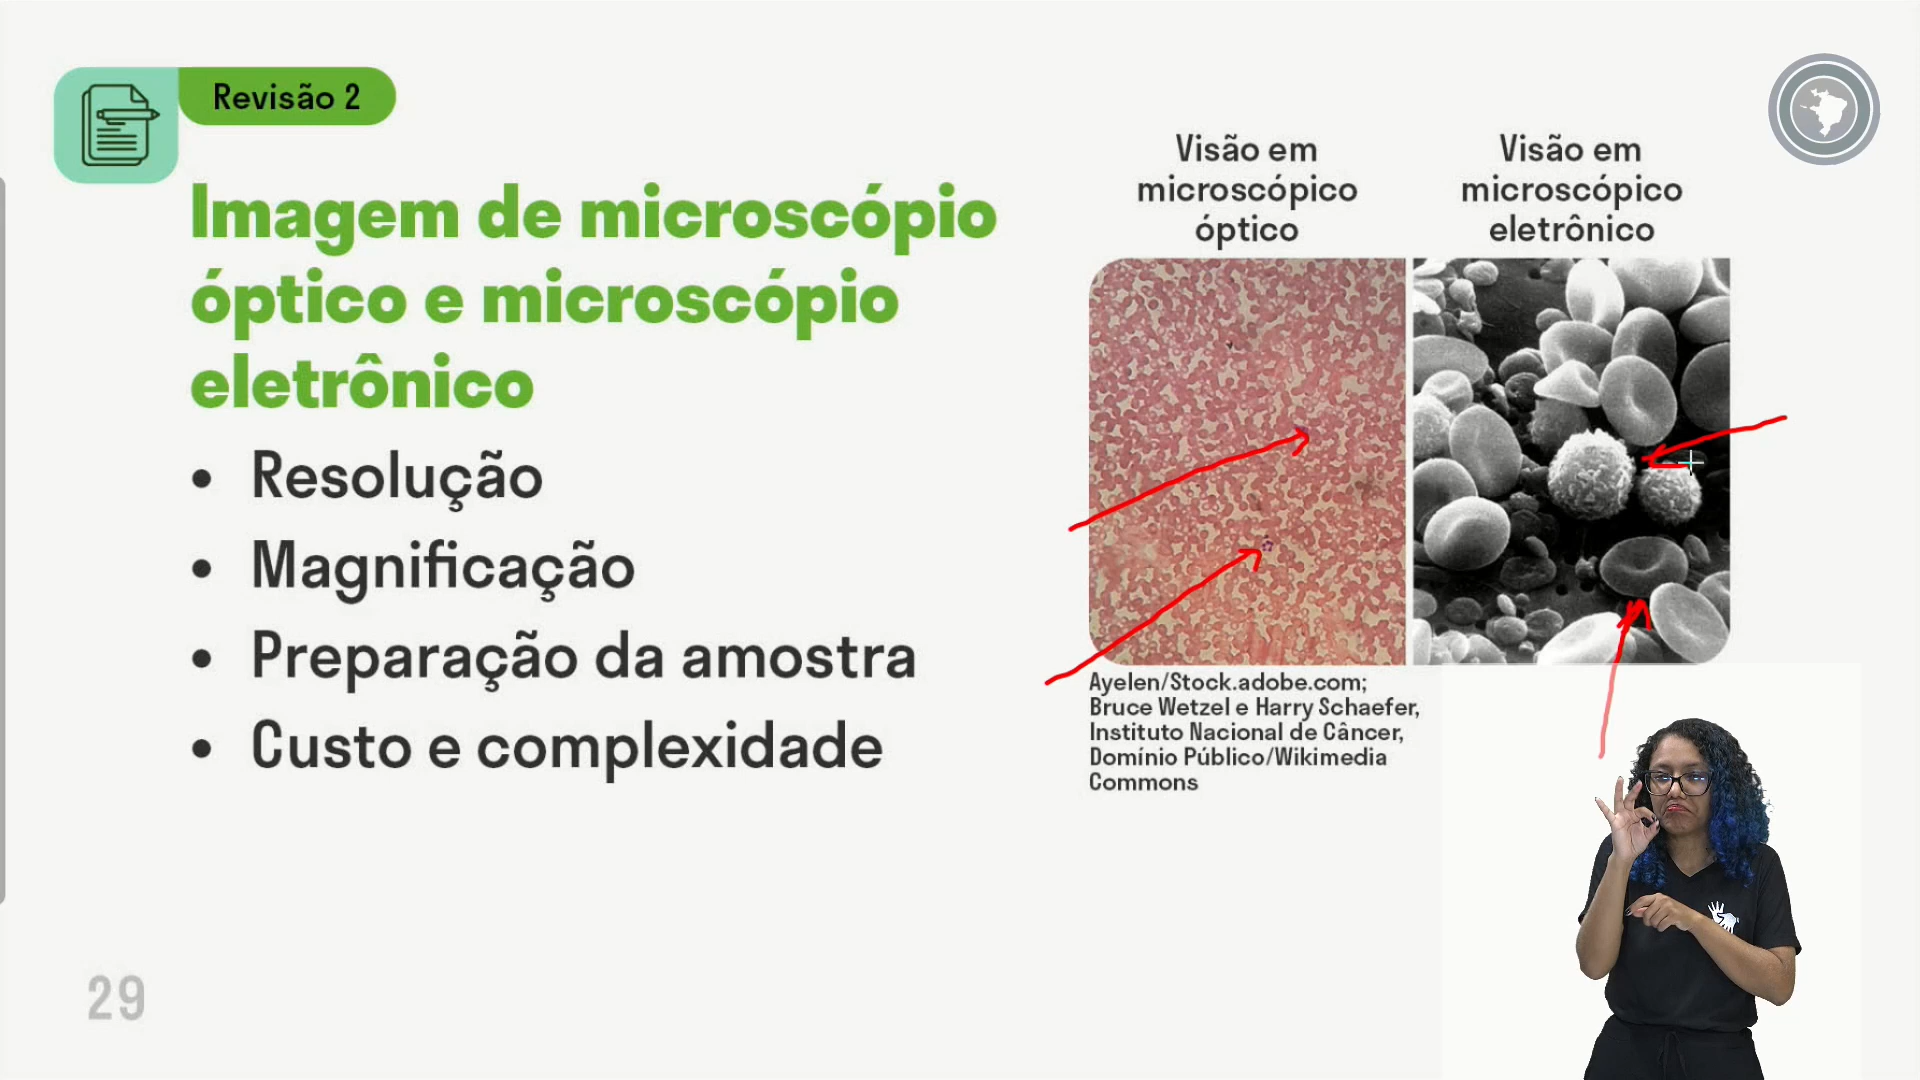 Revisão 2
Imagem de microscópio
óptico e microscópio
eletrônico
• Resolução
• Magnificação
• Preparação da amostra
• Custo e complexidade
Visão em
microscópico
óptico
Visão em
microscópico
eletrônico
Ayelen/Stock.adobe.com;
Bruce Wetzel e Harry Schaefer,
Instituto Nacional de Câncer,
Domínio Público/Wikimedia
Commons
29